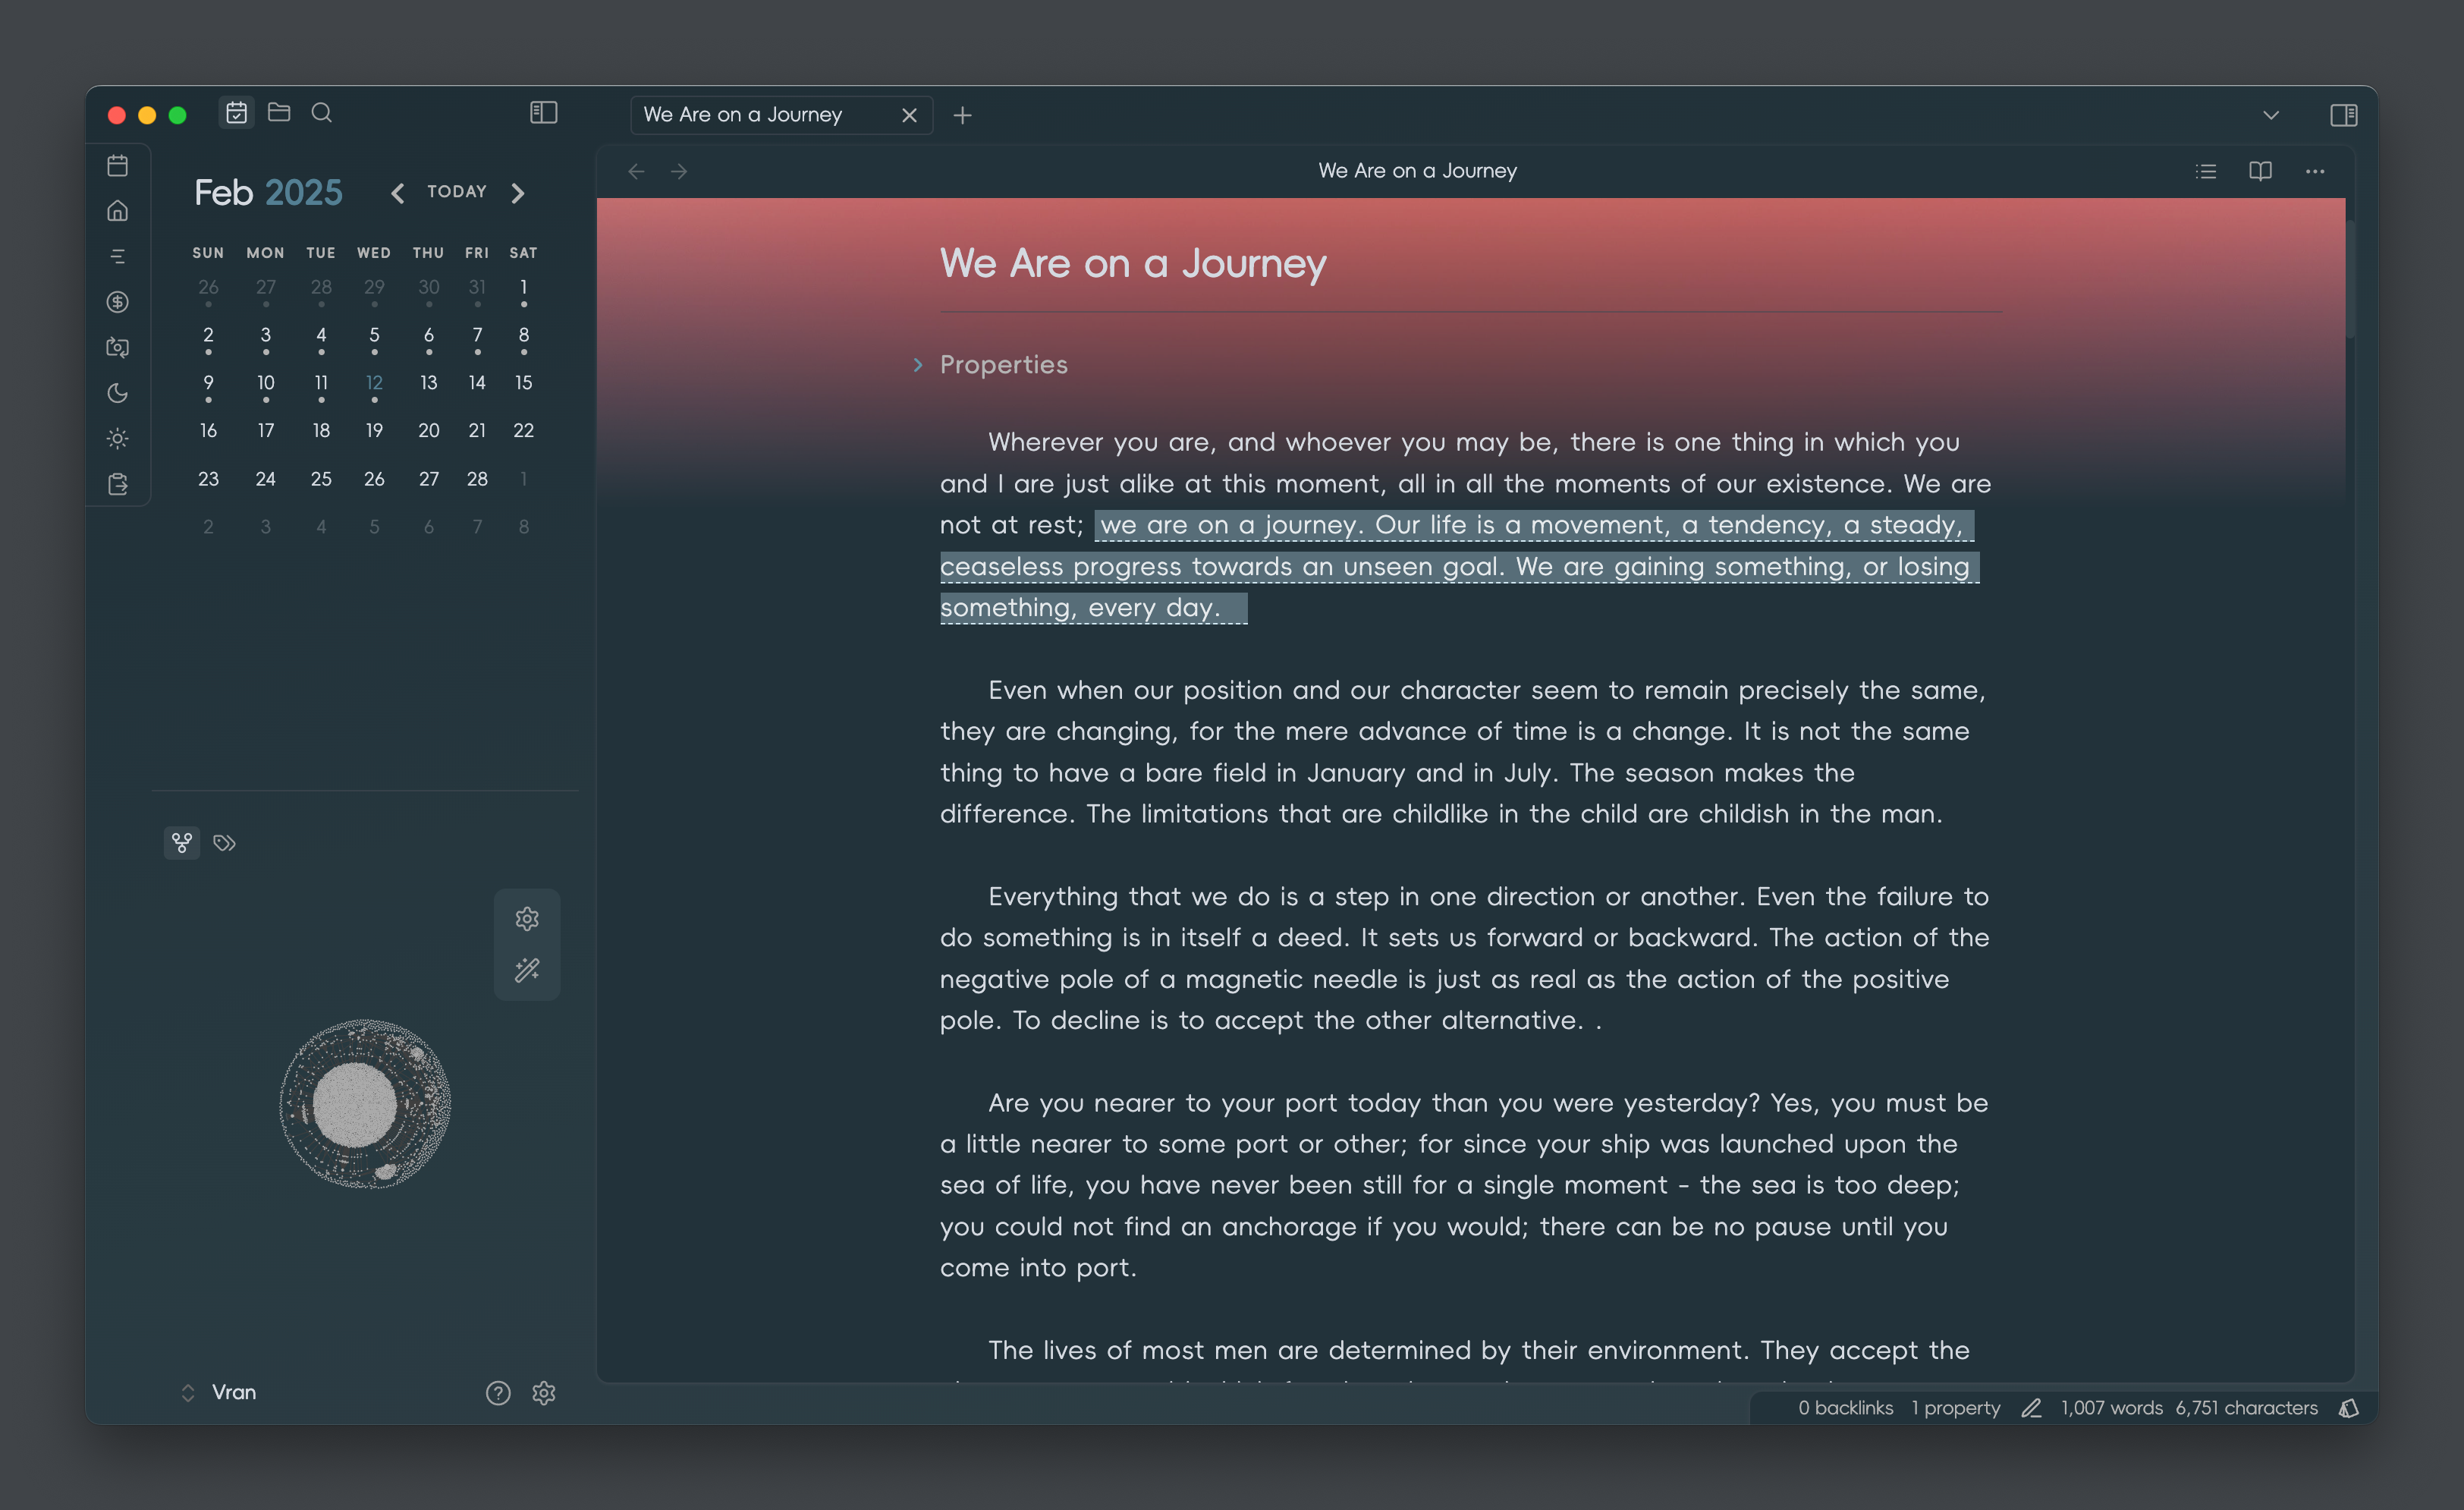 We Are on a Journey
Feb 2025
TODAY
SUN MON TUE WED THU FRI SAT
26 27 28 29 30 31 1
2 3 4 5 6 7 8
9 10 11 12 13 14 15
16 17 18 19 20 21 22
23 24 25 26 27 28 1
2 3 4 5 6 7 8
Vran
We Are on a Journey
We Are on a Journey
Properties
Wherever you are, and whoever you may be, there is one thing in which you
and I are just alike at this moment, all in all the moments of our existence. We are
not at rest; we are on a journey. Our life is a movement, a tendency, a steady,
ceaseless progress towards an unseen goal. We are gaining something, or losing
something, every day.
Even when our position and our character seem to remain precisely the same,
they are changing, for the mere advance of time is a change. It is not the same
thing to have a bare field in January and in July. The season makes the
difference. The limitations that are childlike in the child are childish in the man.
Everything that we do is a step in one direction or another. Even the failure to
do something is in itself a deed. It sets us forward or backward. The action of the
negative pole of a magnetic needle is just as real as the action of the positive
pole. To decline is to accept the other alternative. .
Are you nearer to your port today than you were yesterday? Yes, you must be
a little nearer to some port or other; for since your ship was launched upon the
sea of life, you have never been still for a single moment - the sea is too deep;
you could not find an anchorage if you would; there can be no pause until you
come into port.
The lives of most men are determined by their environment. They accept the
0 backlinks 1 property 1,007 words 6,751 characters